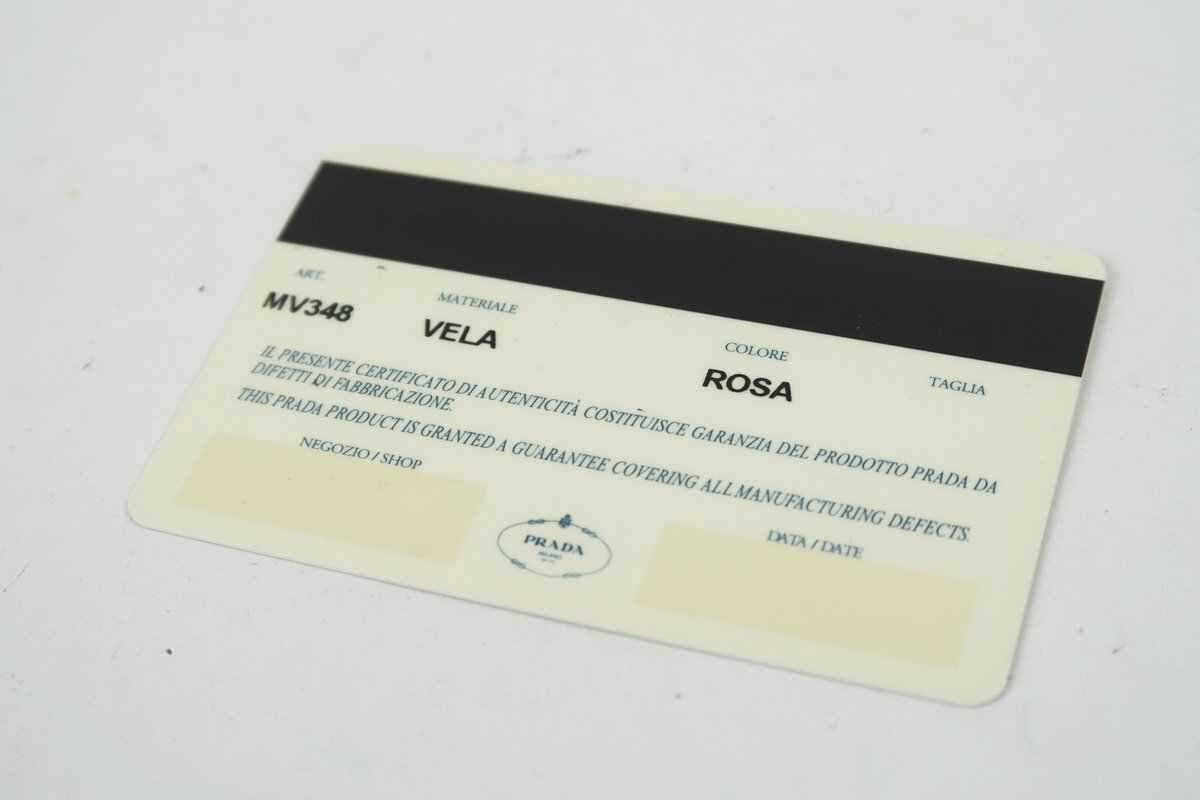 ART.
MV348
MATERIALE
VELA
COLORE
ROSA
TAGLIA
IL PRESENTE CERTIFICATO DI AUTENTICITÀ COSTITUISCE GARANZIA DEL PRODOTTO PRADA DA
DIFETTI DI FABBRICAZIONE.
THIS PRADA PRODUCT IS GRANTED A GUARANTEE COVERING ALL MANUFACTURING DEFECTS.
NEGOZIO / SHOP
PRADA
MILANO
DATA / DATE